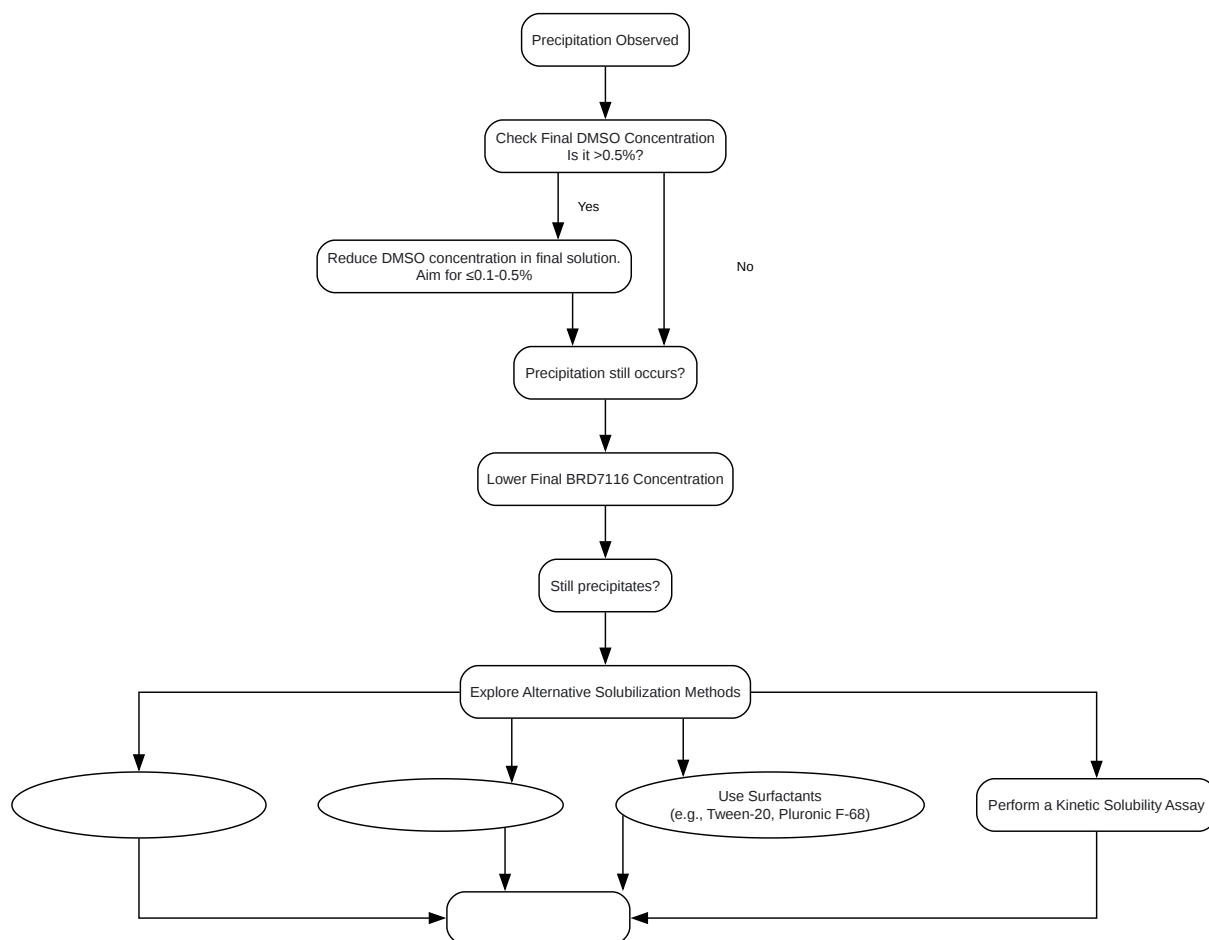 Precipitation Observed
Check Final DMSO Concentration
Is it >0.5%?
Yes
Reduce DMSO concentration in final solution.
Aim for ≤0.1-0.5%
No
Precipitation still occurs?
Lower Final BRD7116 Concentration
Still precipitates?
Explore Alternative Solubilization Methods
Use Surfactants
(e.g., Tween-20, Pluronic F-68)
Perform a Kinetic Solubility Assay